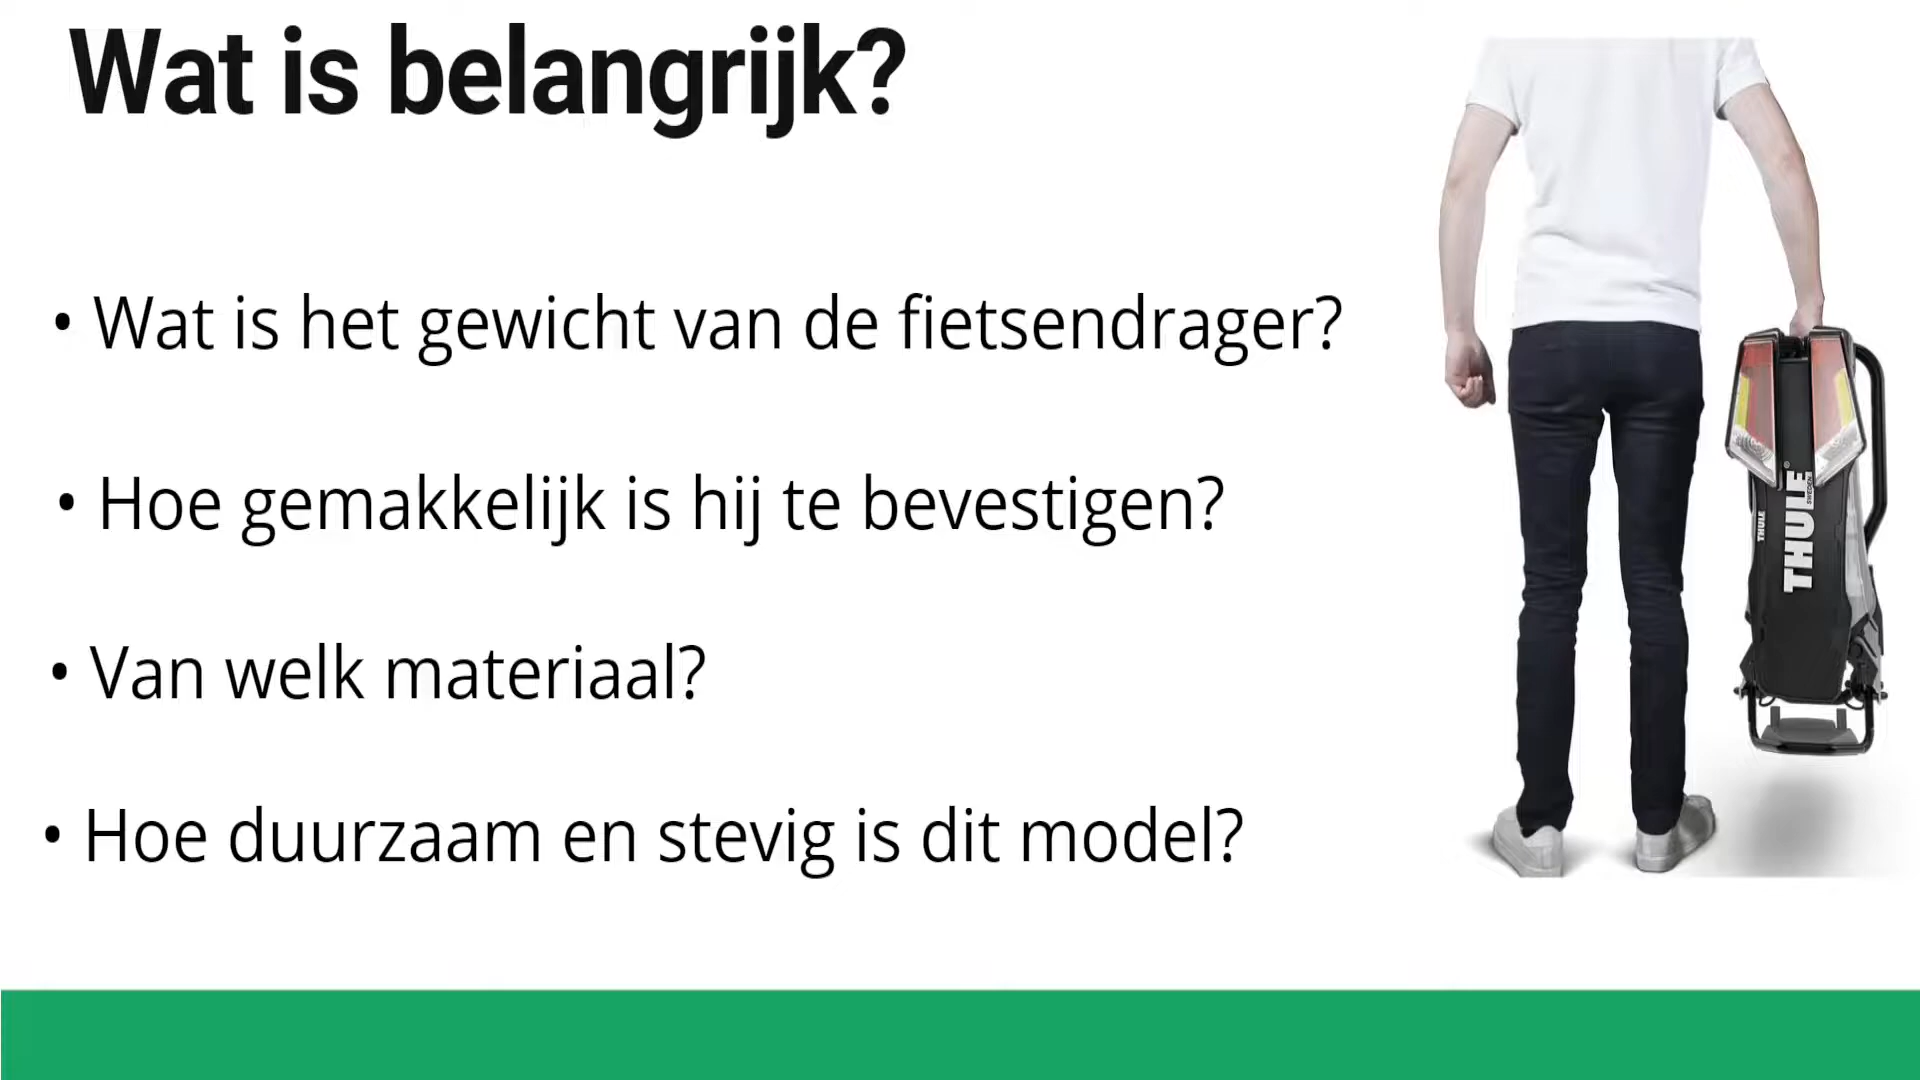 Wat is belangrijk?
• Wat is het gewicht van de fietsendrager?
• Hoe gemakkelijk is hij te bevestigen?
• Van welk materiaal?
• Hoe duurzaam en stevig is dit model?
THULE
THULE®
SWEDEN